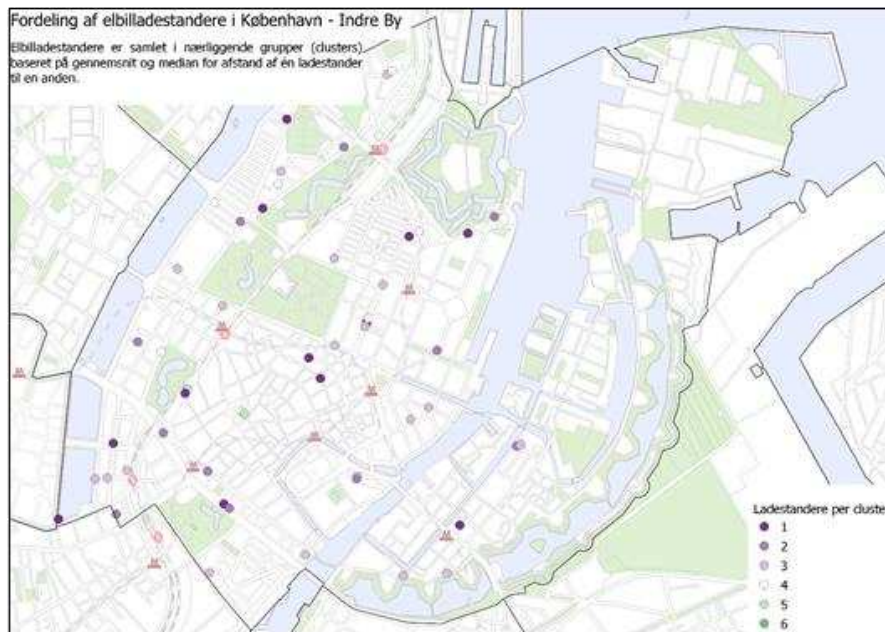 Fordeling af elbilladestandere i København - Indre By
Elbilladestandere er samlet i nærliggende grupper (clusters)
baseret på gennemsnit og median for afstand af én ladestander
til en anden.
Ladestandere per cluste
1
2
3
4
5
6